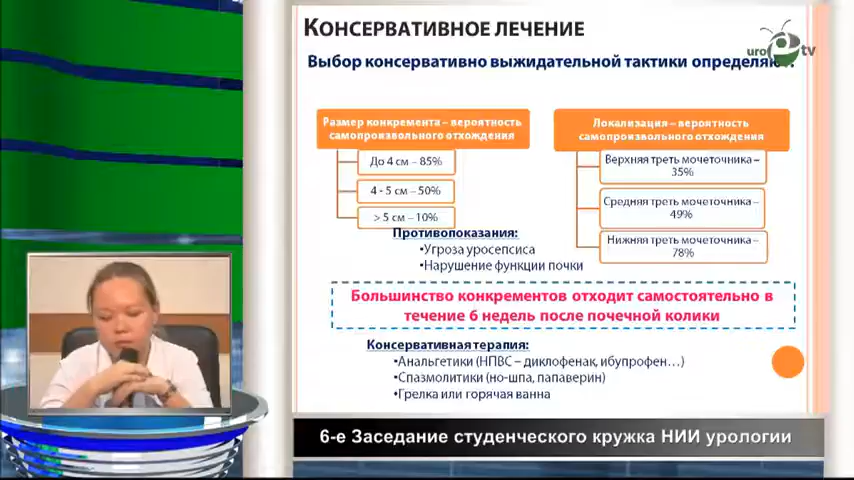 Консервативное лечение
uro tv
Выбор консервативно выжидательной тактики определяют:
Размер конкремента – вероятность
самопроизвольного отхождения
До 4 см – 85%
4 - 5 см – 50%
> 5 см – 10%
Локализация – вероятность
самопроизвольного отхождения
Верхняя треть мочеточника –
35%
Средняя треть мочеточника –
49%
Нижняя треть мочеточника –
78%
Противопоказания:
•Угроза уросепсиса
•Нарушение функции почки
Большинство конкрементов отходит самостоятельно в
течение 6 недель после почечной колики
Консервативная терапия:
•Анальгетики (НПВС – диклофенак, ибупрофен...)
•Спазмолитики (но-шпа, папаверин)
•Грелка или горячая ванна
6-е Заседание студенческого кружка НИИ урологии